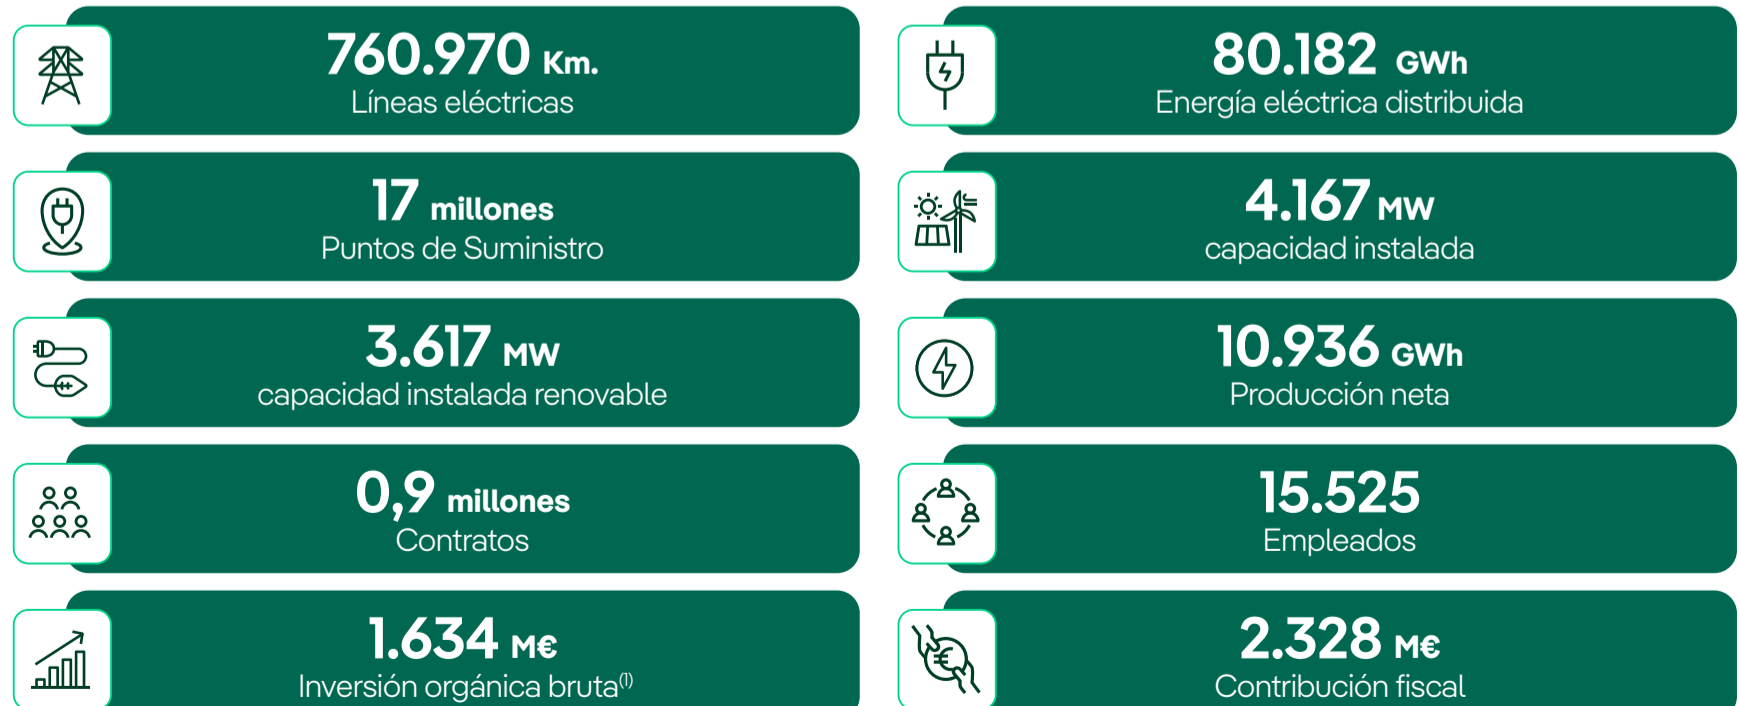 760.970 Km.
Líneas eléctricas
80.182 GWh
Energía eléctrica distribuida
17 millones
Puntos de Suministro
4.167 MW
capacidad instalada
3.617 MW
capacidad instalada renovable
10.936 GWh
Producción neta
0,9 millones
Contratos
15.525
Empleados
1.634 M€
Inversión orgánica bruta(1)
2.328 M€
Contribución fiscal